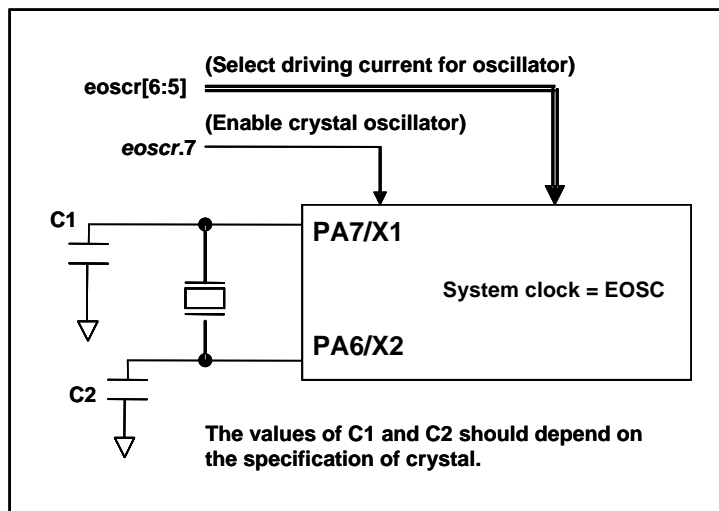 (Select driving current for oscillator)
eoscr[6:5]
(Enable crystal oscillator)
eoscr.7
C1
PA7/X1
System clock = EOSC
PA6/X2
C2
The values of C1 and C2 should depend on
the specification of crystal.